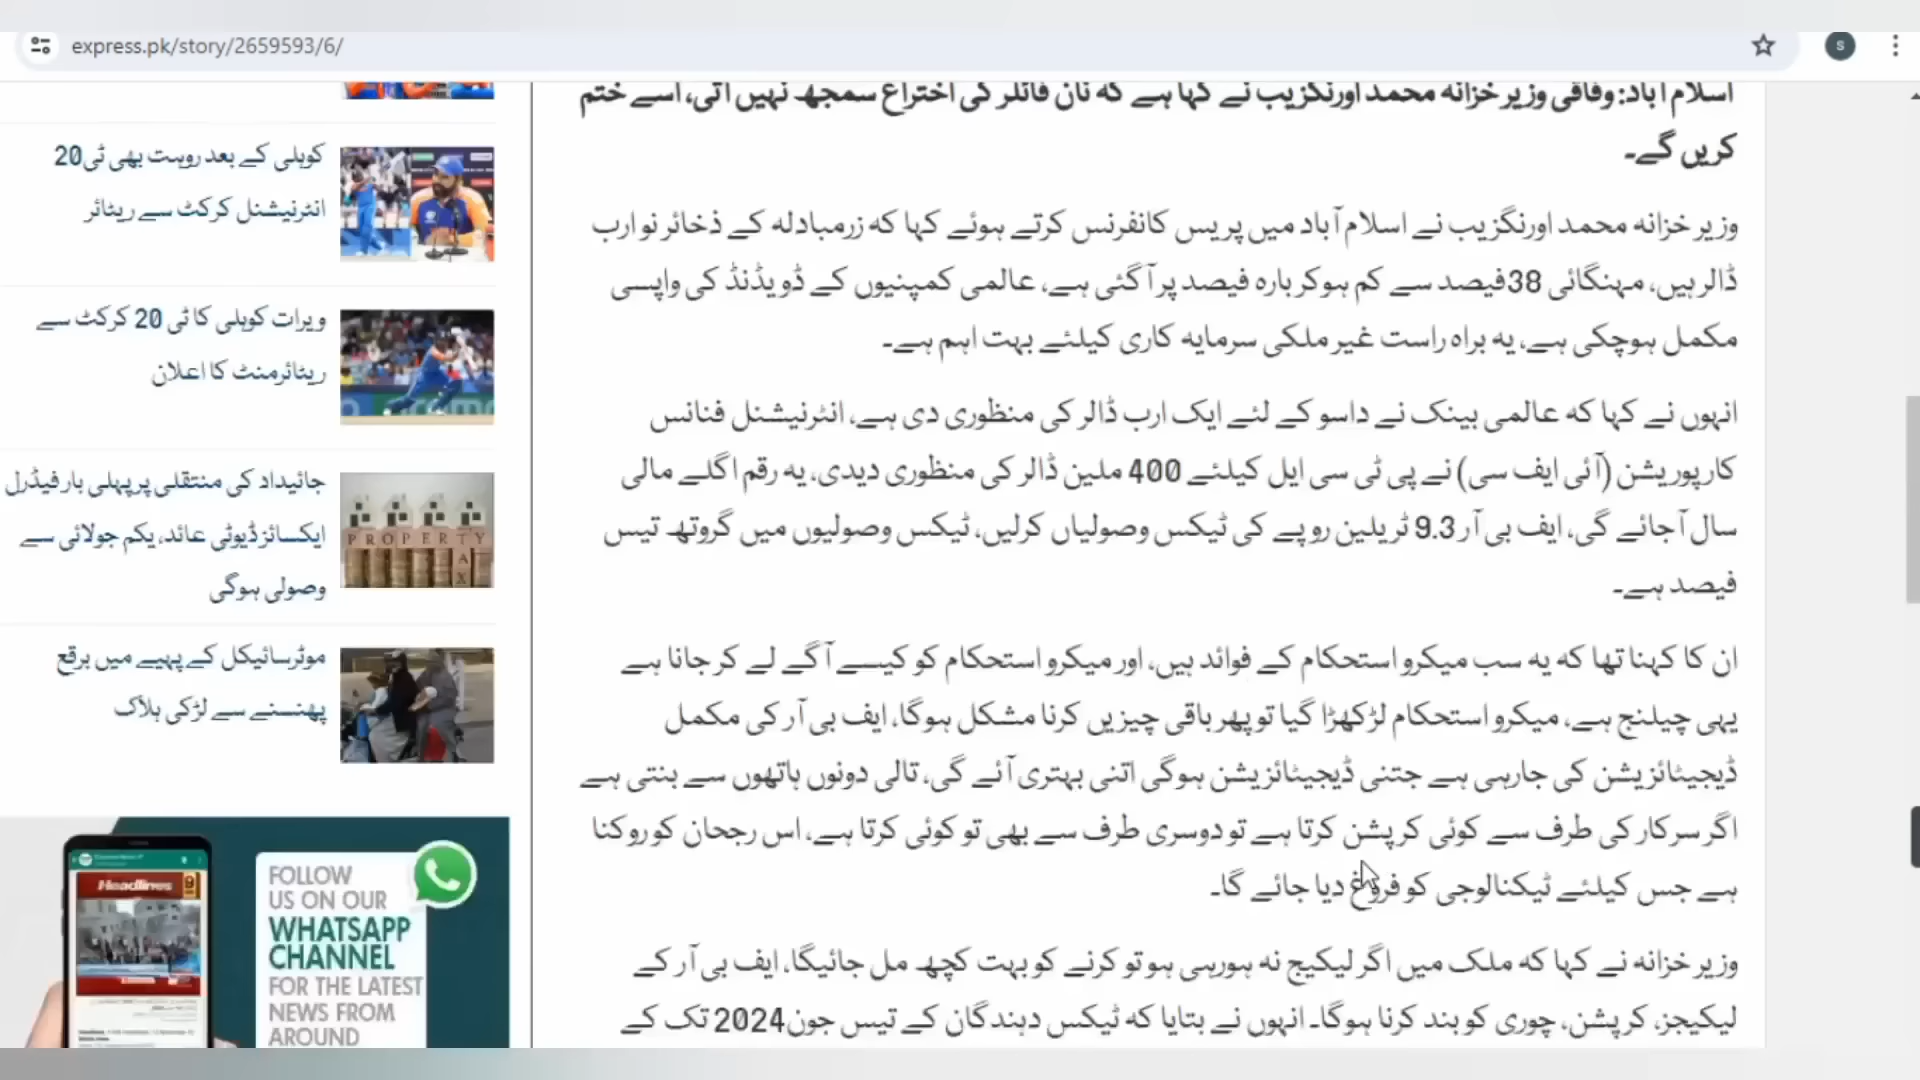 express.pk/story/2659593/6/
S
اسلام آباد: وفاقی وزیر خزانہ محمد اورنگزیب نے کہا ہے کہ نان فائلر کی اختراع سمجھ نہیں آتی، اسے ختم
کریں گے۔
وزیر خزانہ محمد اورنگزیب نے اسلام آباد میں پریس کانفرنس کرتے ہوئے کہا کہ زرمبادلہ کے ذخائر نو ارب
ڈالر ہیں، مہنگائی 38فیصد سے کم ہوکر بارہ فیصد پر آگئی ہے، عالمی کمپنیوں کے ڈویڈنڈ کی واپسی
مکمل ہوچکی ہے، یہ براہ راست غیر ملکی سرمایہ کاری کیلئے بہت اہم ہے۔
انہوں نے کہا کہ عالمی بینک نے داسو کے لئے ایک ارب ڈالر کی منظوری دی ہے، انٹرنیشنل فنانس
کارپوریشن (آئی ایف سی) نے پی ٹی سی ایل کیلئے 400 ملین ڈالر کی منظوری دیدی، یہ رقم اگلے مالی
سال آجائے گی، ایف بی آر 9.3 ٹریلین روپے کی ٹیکس وصولیاں کرلیں، ٹیکس وصولیوں میں گروتھ تیس
فیصد ہے۔
ان کا کہنا تھا کہ یہ سب میکرو استحکام کے فوائد ہیں، اور میکرو استحکام کو کیسے آگے لے کر جانا ہے
یہی چیلنج ہے، میکرو استحکام لڑکھڑا گیا تو پھر باقی چیزیں کرنا مشکل ہوگا، ایف بی آر کی مکمل
ڈیجیٹائزیشن کی جارہی ہے جتنی ڈیجیٹائزیشن ہوگی اتنی بہتری آئے گی، تالی دونوں ہاتھوں سے بنتی ہے
اگر سرکار کی طرف سے کوئی کرپشن کرتا ہے تو دوسری طرف سے بھی تو کوئی کرتا ہے، اس رجحان کو روکنا
ہے جس کیلئے ٹیکنالوجی کو فروغ دیا جائے گا۔
وزیر خزانہ نے کہا کہ ملک میں اگر لیکیج نہ ہورہی ہو تو کرنے کو بہت کچھ مل جائیگا، ایف بی آر کے
لیکیجز، کرپشن، چوری کو بند کرنا ہوگا۔ انہوں نے بتایا کہ ٹیکس دہندگان کے تیس جون2024 تک کے
کوہلی کے بعد روہت بھی ٹی20
انٹرنیشنل کرکٹ سے ریٹائر
ویرات کوہلی کا ٹی 20 کرکٹ سے
ریٹائرمنٹ کا اعلان
جائیداد کی منتقلی پر پہلی بار فیڈرل
ایکسائز ڈیوٹی عائد، یکم جولائی سے
وصولی ہوگی
PROPERTY
TAX
موٹرسائیکل کے پہیے میں برقع
پھنسنے سے لڑکی ہلاک
Headlines 9
FOLLOW
US ON OUR
WHATSAPP
CHANNEL
FOR THE LATEST
NEWS FROM
AROUND